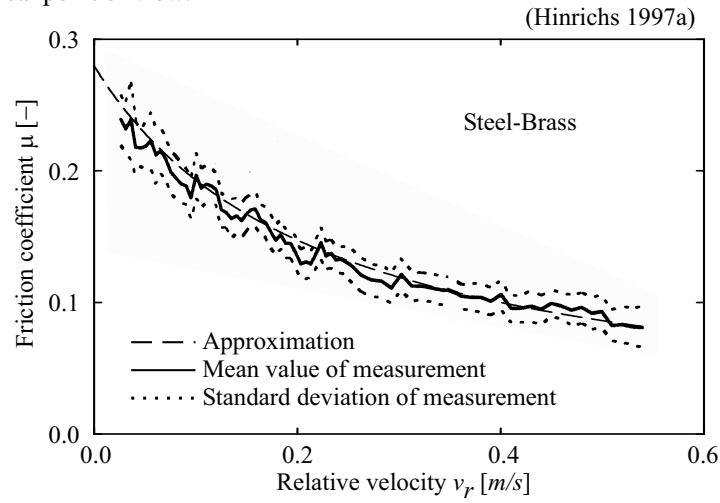 (Hinrichs 1997a)
0.3
Steel-Brass
0.2
Friction coefficient μ [−]
0.1
Approximation
Mean value of measurement
Standard deviation of measurement
0.0
0.0 0.2 0.4 0.6
Relative velocity v_r [m/s]